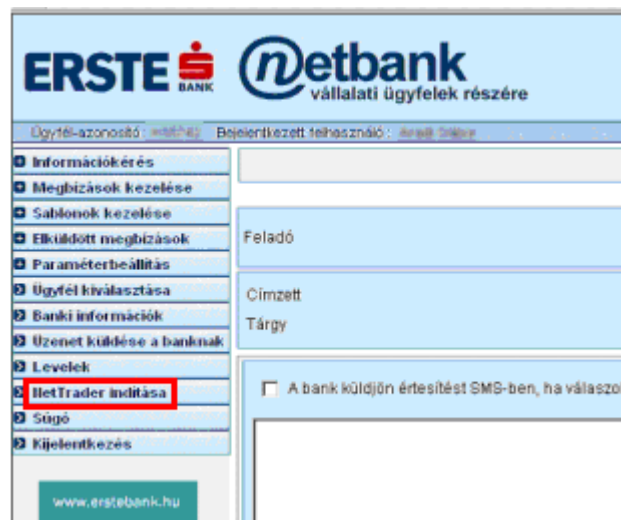 ERSTE BANK
netbank
vállalati ügyfelek részére
Ügyfél-azonosító: Bejelentkezett felhasználó:
Információkérés
Megbízások kezelése
Sablonok kezelése
Elküldött megbízások
Paraméterbeállítás
Ügyfél kiválasztása
Banki információk
Üzenet küldése a banknak
Levelek
NetTrader indítása
Súgó
Kijelentkezés
www.erstebank.hu
Feladó
Címzett
Tárgy
A bank küldjön értesítést SMS-ben, ha válaszo